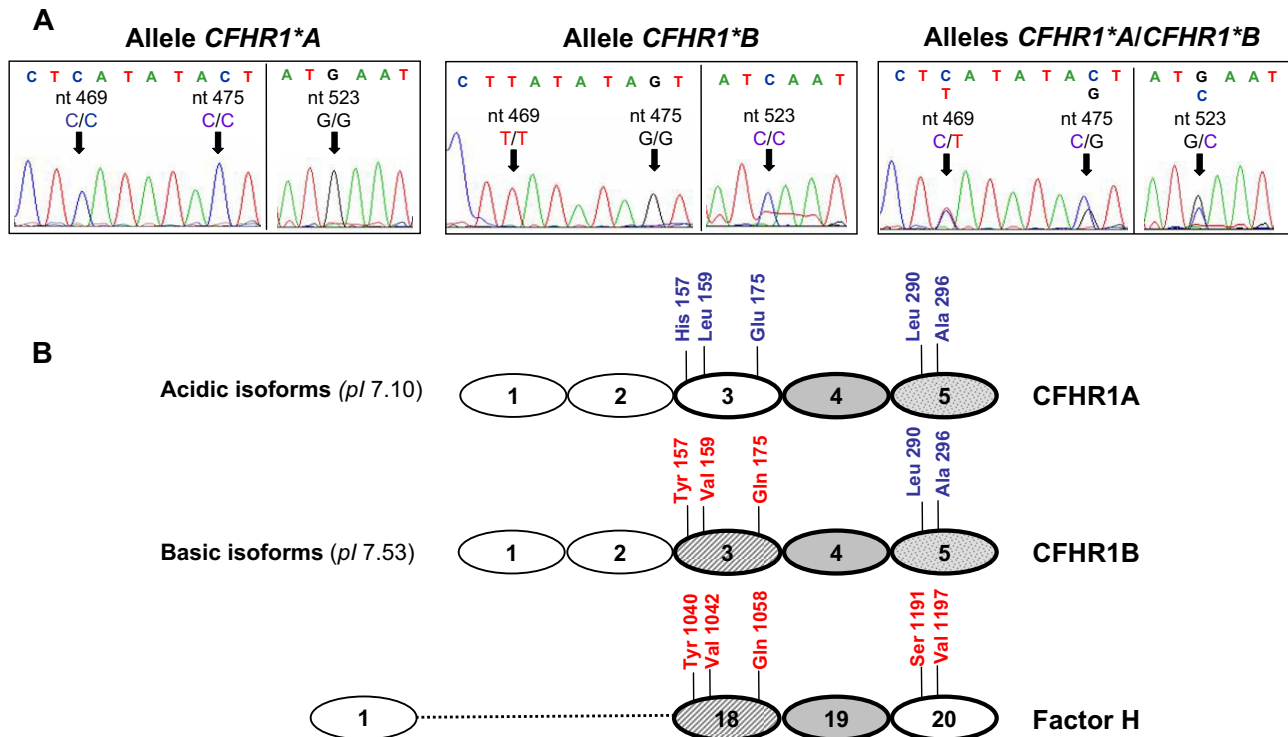 A
Allele CFHR1*A
C T C A T A T A C T
A T G A A T
nt 469
C/C
nt 475
C/C
nt 523
G/G
Allele CFHR1*B
C T T A T A T A G T
A T C A A T
nt 469
T/T
nt 475
G/G
nt 523
C/C
Alleles CFHR1*A/CFHR1*B
C T C A T A T A C T
T G
A T G A A T
C
nt 469
C/T
nt 475
C/G
nt 523
G/C
B
His 157
Leu 159
Glu 175
Leu 290
Ala 296
Acidic isoforms (pI 7.10)
1 2 3 4 5
CFHR1A
Tyr 157
Val 159
Gln 175
Leu 290
Ala 296
Basic isoforms (pI 7.53)
1 2 3 4 5
CFHR1B
Tyr 1040
Val 1042
Gln 1058
Ser 1191
Val 1197
1 18 19 20
Factor H